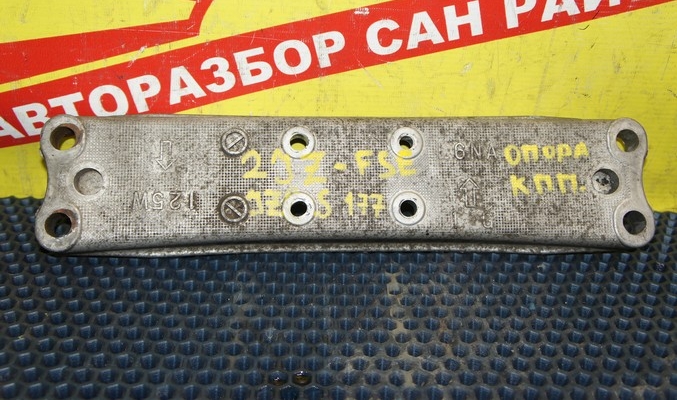 АВТОРАЗБОР САН РАЙ
125W
2JZ-FSE
JZS 177
6NA
ОПОРА
КПП.